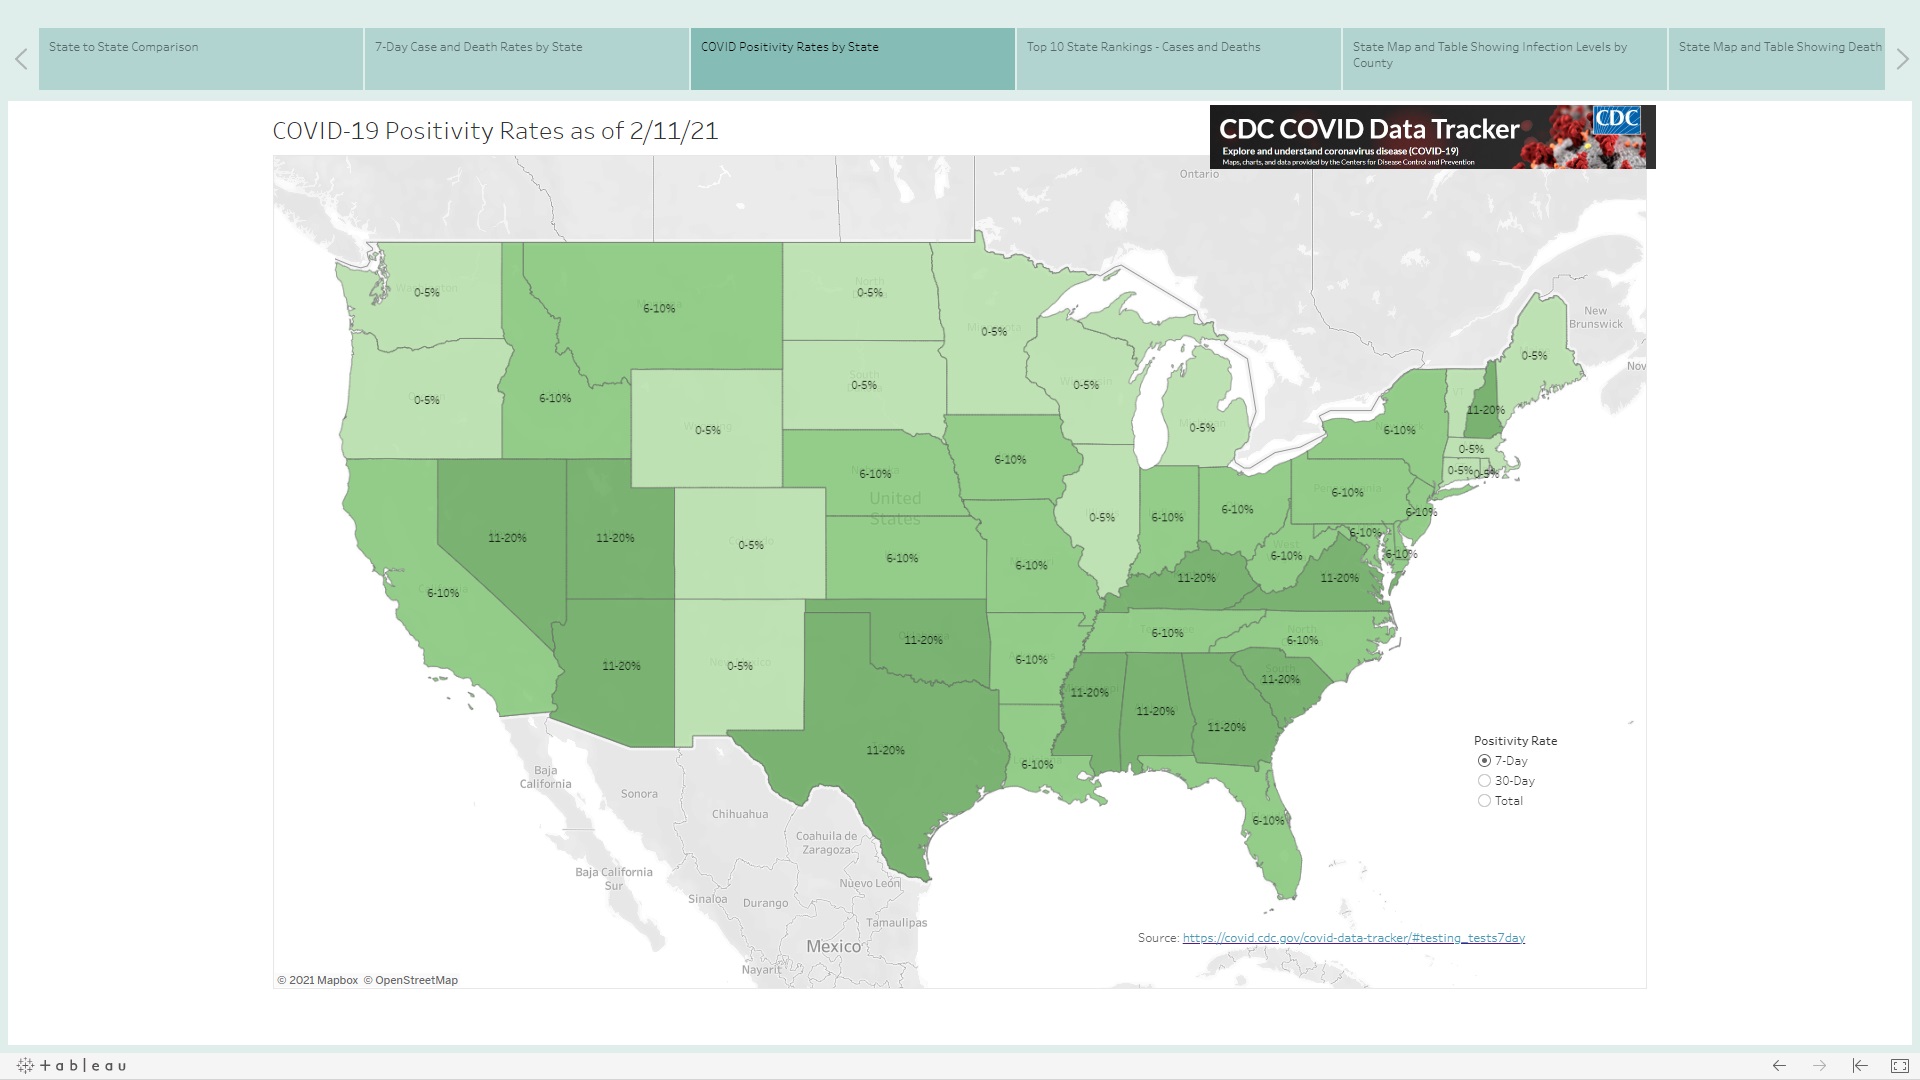 State to State Comparison
7-Day Case and Death Rates by State
COVID Positivity Rates by State
Top 10 State Rankings - Cases and Deaths
State Map and Table Showing Infection Levels by
County
State Map and Table Showing Death
COVID-19 Positivity Rates as of 2/11/21
CDC COVID Data Tracker
CDC
Explore and understand coronavirus disease (COVID-19)
Maps, charts, and data provided by the Centers for Disease Control and Prevention
Ontario
New
Brunswick
Nov
0-5%
6-10%
0-5%
0-5%
0-5%
0-5%
6-10%
0-5%
0-5%
0-5%
0-5%
0-5%
11-20%
6-10%
0-5%
0-5%
0-5%
0-5%
6-10%
6-10%
United
States
6-10%
0-5%
6-10%
6-10%
6-10%
6-10%
6-10%
6-10%
11-20%
11-20%
0-5%
6-10%
6-10%
West
6-10%
11-20%
11-20%
6-10%
11-20%
0-5%
11-20%
6-10%
6-10%
North
6-10%
South
11-20%
11-20%
11-20%
11-20%
11-20%
6-10%
6-10%
Positivity Rate
7-Day
30-Day
Total
Baja
California
Sonora
Chihuahua
Coahuila de
Zaragoza
Baja California
Sur
Nuevo León
Sinaloa
Durango
Tamaulipas
Mexico
Nayarit
Source: https://covid.cdc.gov/covid-data-tracker/#testing_tests7day
© 2021 Mapbox © OpenStreetMap
+ableau